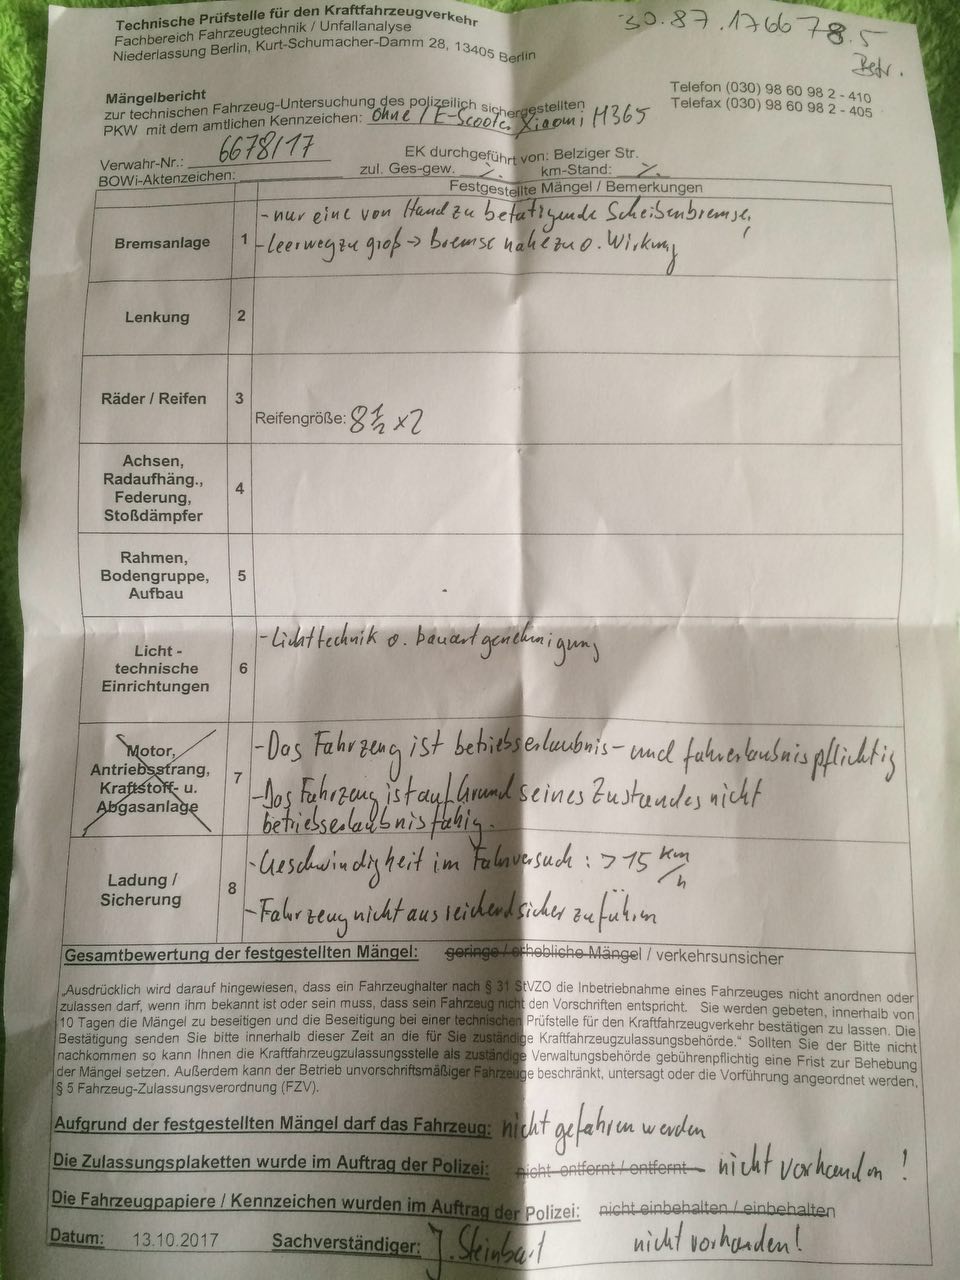 Technische Prüfstelle für den Kraftfahrzeugverkehr
Fachbereich Fahrzeugtechnik / Unfallanalyse
Niederlassung Berlin, Kurt-Schumacher-Damm 28, 13405 Berlin
30.87.176678.5
Betr.
Mängelbericht
zur technischen Fahrzeug-Untersuchung des polizeilich sichergestellten
PKW mit dem amtlichen Kennzeichen: Ohne / E-Scooter Xiaomi M365
Telefon (030) 98 60 98 2 - 410
Telefax (030) 98 60 98 2 - 405
Verwahr-Nr.: 6678/17
EK durchgeführt von: Belziger Str.
BOWi-Aktenzeichen: zul. Ges-gew. ./. km-Stand: ./.
Festgestellte Mängel / Bemerkungen
Bremsanlage 1
- nur eine von Hand zu betätigende Scheibenbremse,
- Leerweg zu groß -> Bremse nahezu o. Wirkung
Lenkung 2
Räder / Reifen 3
Reifengröße: 8 1/2 x 2
Achsen,
Radaufhäng.,
Federung,
Stoßdämpfer
4
Rahmen,
Bodengruppe,
Aufbau
5
Licht -
technische
Einrichtungen
6
- Lichttechnik o. Bauartgenehmigung
Motor,
Antriebsstrang,
Kraftstoff- u.
Abgasanlage
7
- Das Fahrzeug ist betriebserlaubnis- und fahrerlaubnispflichtig
- Das Fahrzeug ist auf Grund seines Zustandes nicht
betriebserlaubnisfähig.
Ladung /
Sicherung
8
- Geschwindigkeit im Fahrversuch : > 15 km/h
- Fahrzeug nicht ausreichend sicher zu führen
Gesamtbewertung der festgestellten Mängel: geringe / erhebliche Mängel / verkehrsunsicher
„Ausdrücklich wird darauf hingewiesen, dass ein Fahrzeughalter nach § 31 StVZO die Inbetriebnahme eines Fahrzeuges nicht anordnen oder
zulassen darf, wenn ihm bekannt ist oder sein muss, dass sein Fahrzeug nicht den Vorschriften entspricht. Sie werden gebeten, innerhalb von
10 Tagen die Mängel zu beseitigen und die Beseitigung bei einer technischen Prüfstelle für den Kraftfahrzeugverkehr bestätigen zu lassen. Die
Bestätigung senden Sie bitte innerhalb dieser Zeit an die für Sie zuständige Kraftfahrzeugzulassungsbehörde.“ Sollten Sie der Bitte nicht
nachkommen so kann Ihnen die Kraftfahrzeugzulassungsstelle als zuständige Verwaltungsbehörde gebührenpflichtig eine Frist zur Behebung
der Mängel setzen. Außerdem kann der Betrieb unvorschriftsmäßiger Fahrzeuge beschränkt, untersagt oder die Vorführung angeordnet werden,
§ 5 Fahrzeug-Zulassungsverordnung (FZV).
Aufgrund der festgestellten Mängel darf das Fahrzeug: nicht gefahren werden
Die Zulassungsplaketten wurde im Auftrag der Polizei: nicht entfernt / entfernt nicht vorhanden !
Die Fahrzeugpapiere / Kennzeichen wurden im Auftrag der Polizei: nicht einbehalten / einbehalten
nicht vorhanden!
Datum: 13.10.2017 Sachverständiger: J. Steinbart